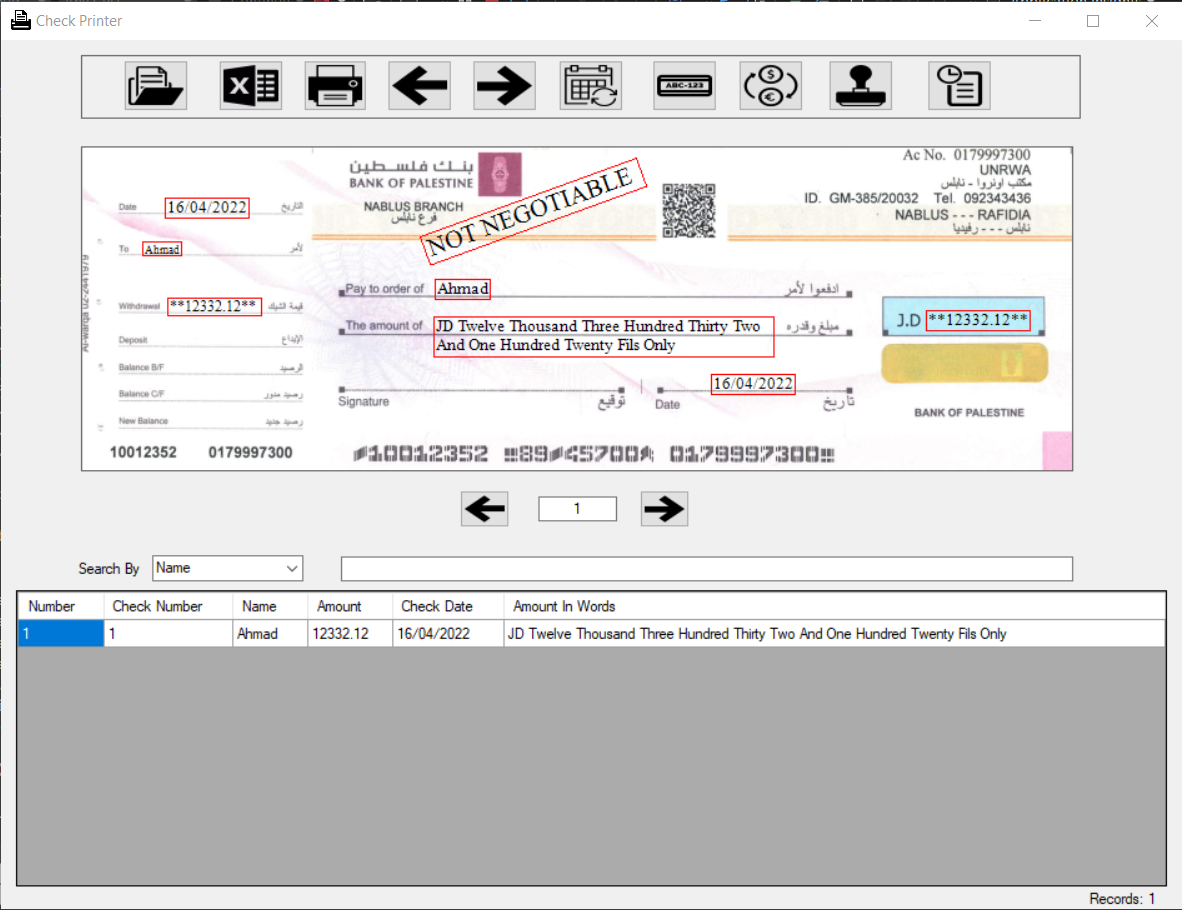 Check Printer
ABC-123
بنك فلسطين
BANK OF PALESTINE
NABLUS BRANCH
فرع نابلس
NOT NEGOTIABLE
Ac No. 0179997300
UNRWA
مكتب اونروا - نابلس
ID. GM-385/20032 Tel. 092343436
NABLUS - - - RAFIDIA
نابلس - - - رفيديا
Date 16/04/2022 التاريخ
To Ahmad لأمر
Withdrawal **12332.12** قيمة الشيك
Deposit الإيداع
Balance B/F الرصيد
Balance C/F رصيد مدور
New Balance رصيد جديد
10012352 0179997300
Al-warqa 02-2441979
Pay to order of Ahmad ادفعوا لأمر
The amount of JD Twelve Thousand Three Hundred Thirty Two مبلغ وقدره
And One Hundred Twenty Fils Only
J.D **12332.12**
16/04/2022
Signature توقيع Date تاريخ
BANK OF PALESTINE
10012352 89 457008 0179997300
1
Search By Name
Number Check Number Name Amount Check Date Amount In Words
1 1 Ahmad 12332.12 16/04/2022 JD Twelve Thousand Three Hundred Thirty Two And One Hundred Twenty Fils Only
Records: 1